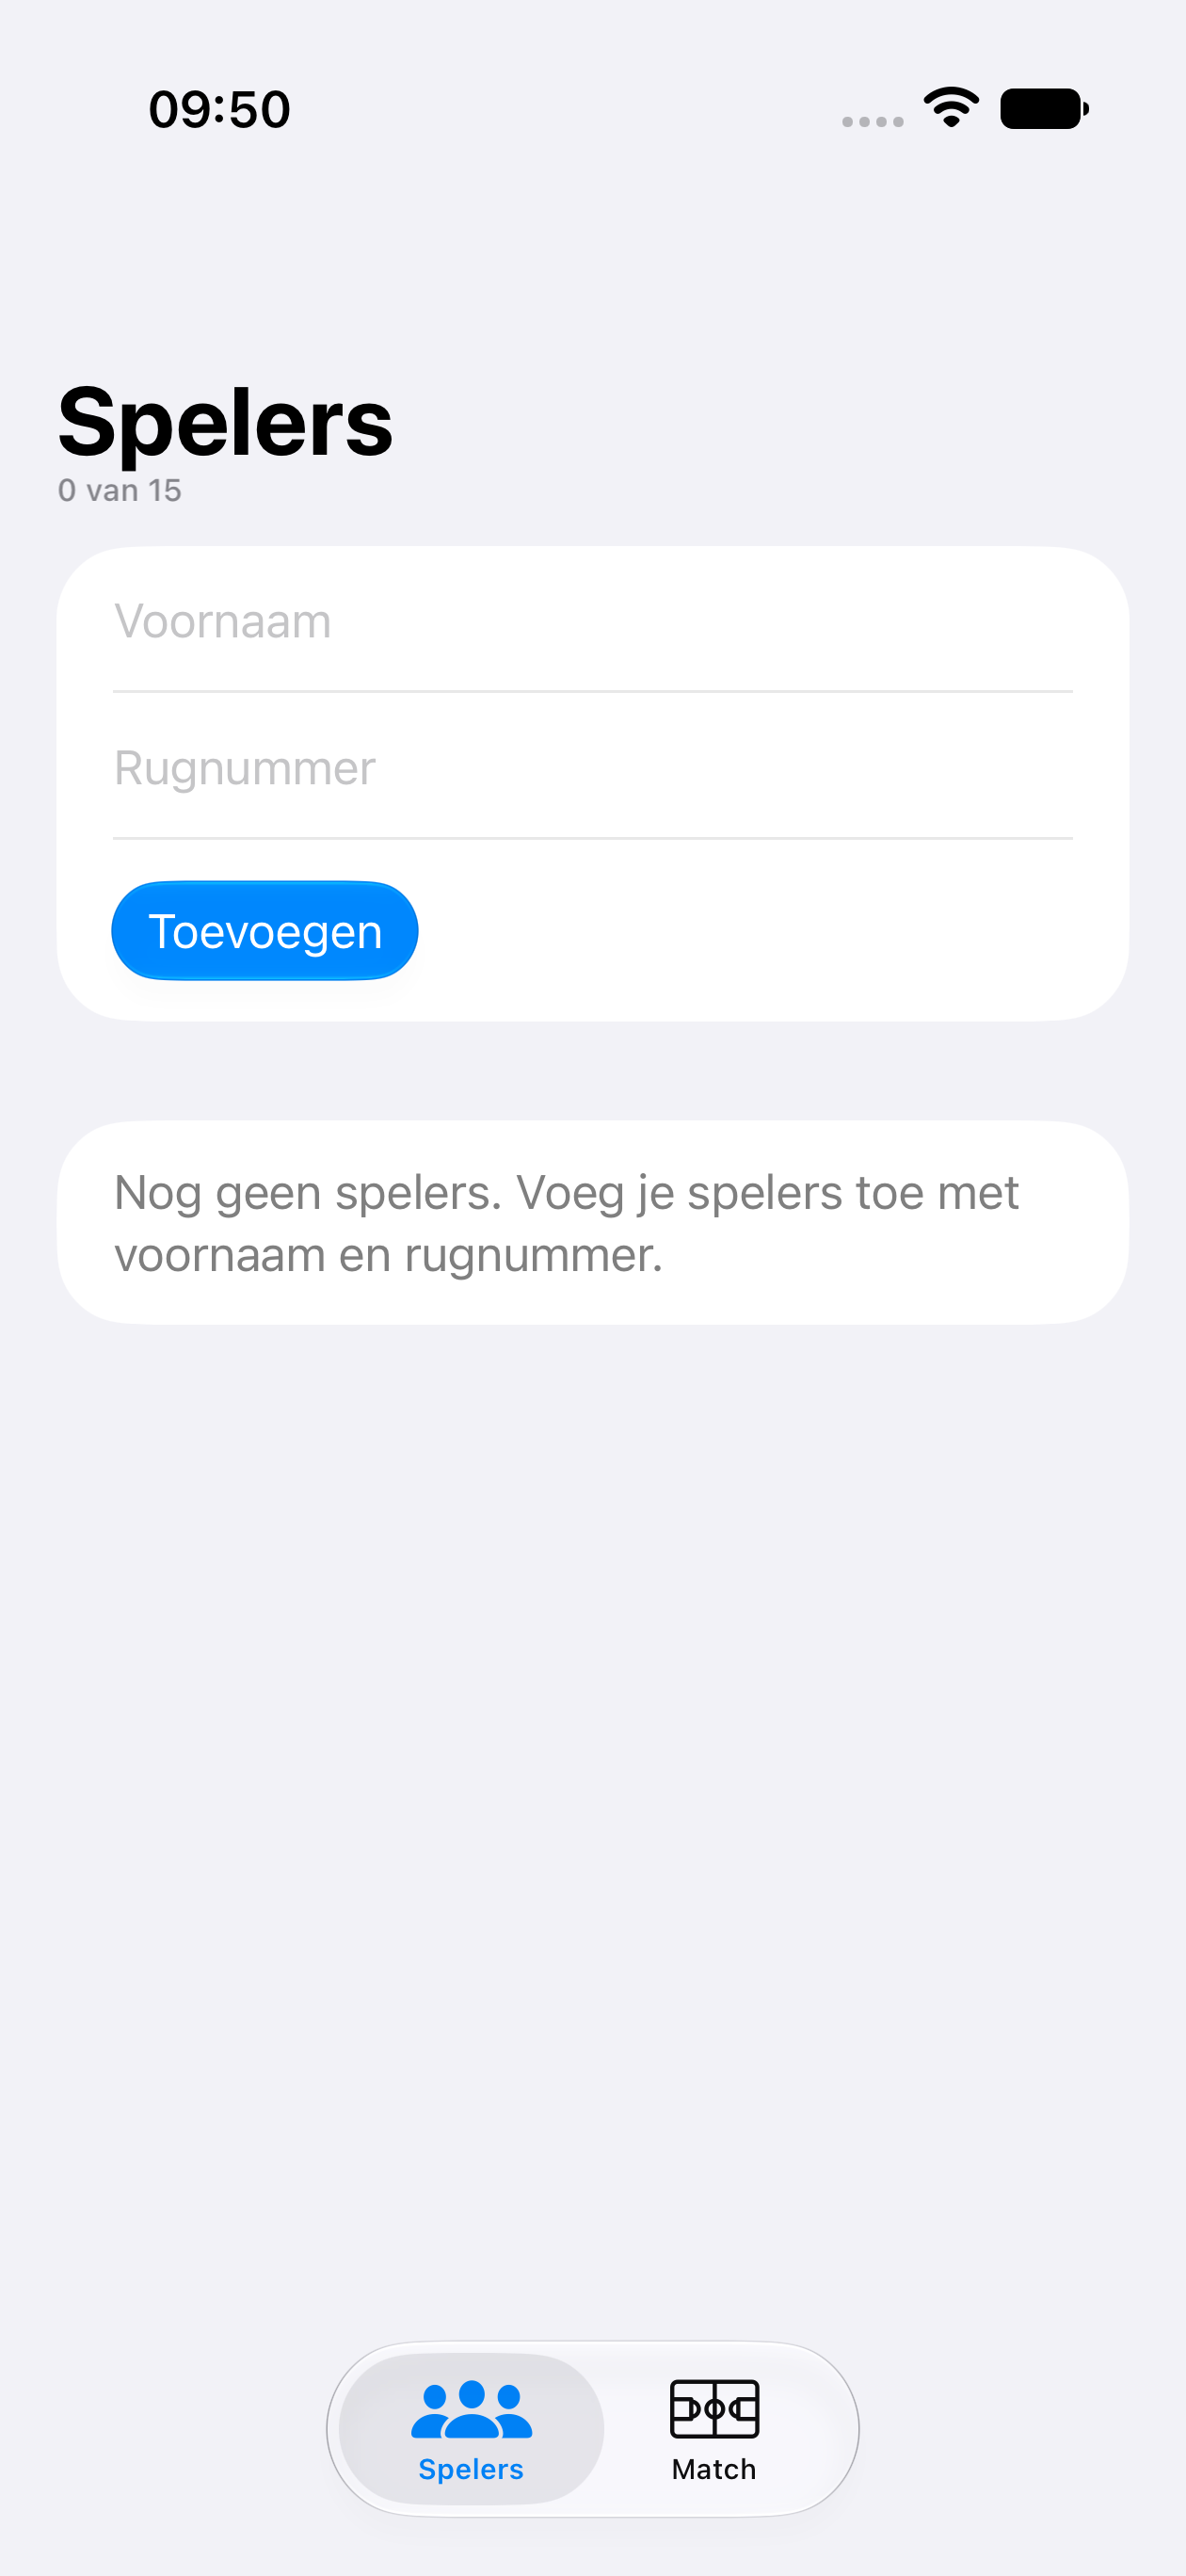 09:50
Spelers
0 van 15
Voornaam
Rugnummer
Toevoegen
Nog geen spelers. Voeg je spelers toe met
voornaam en rugnummer.
Spelers
Match